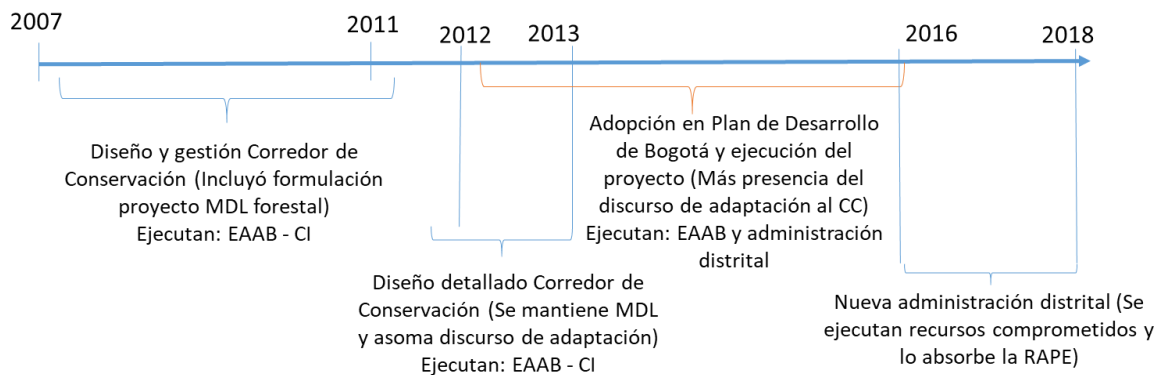 2007
2011
2012
2013
2016
2018
Diseño y gestión Corredor de
Conservación (Incluyó formulación
proyecto MDL forestal)
Ejecutan: EAAB - CI
Diseño detallado Corredor de
Conservación (Se mantiene MDL
y asoma discurso de adaptación)
Ejecutan: EAAB - CI
Adopción en Plan de Desarrollo
de Bogotá y ejecución del
proyecto (Más presencia del
discurso de adaptación al CC)
Ejecutan: EAAB y administración
distrital
Nueva administración distrital (Se
ejecutan recursos comprometidos y
lo absorbe la RAPE)